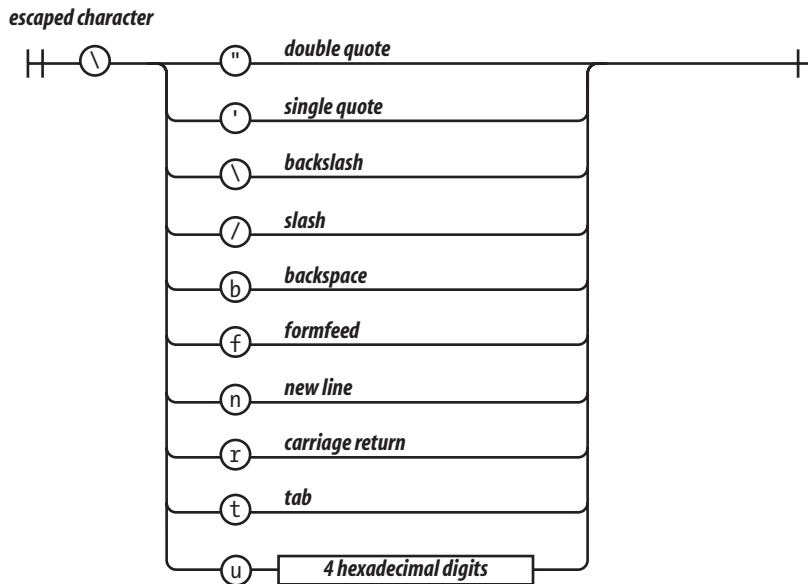 escaped character
\ " double quote
' single quote
\ backslash
/ slash
b backspace
f formfeed
n new line
r carriage return
t tab
u 4 hexadecimal digits